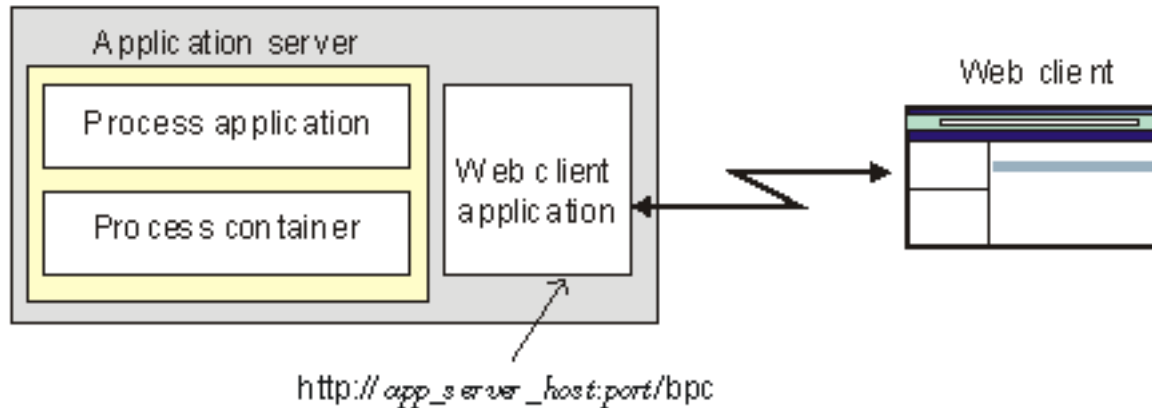 Application server
Process application
Process container
Web client
application
Web client
http://app_server_host:port/bpc